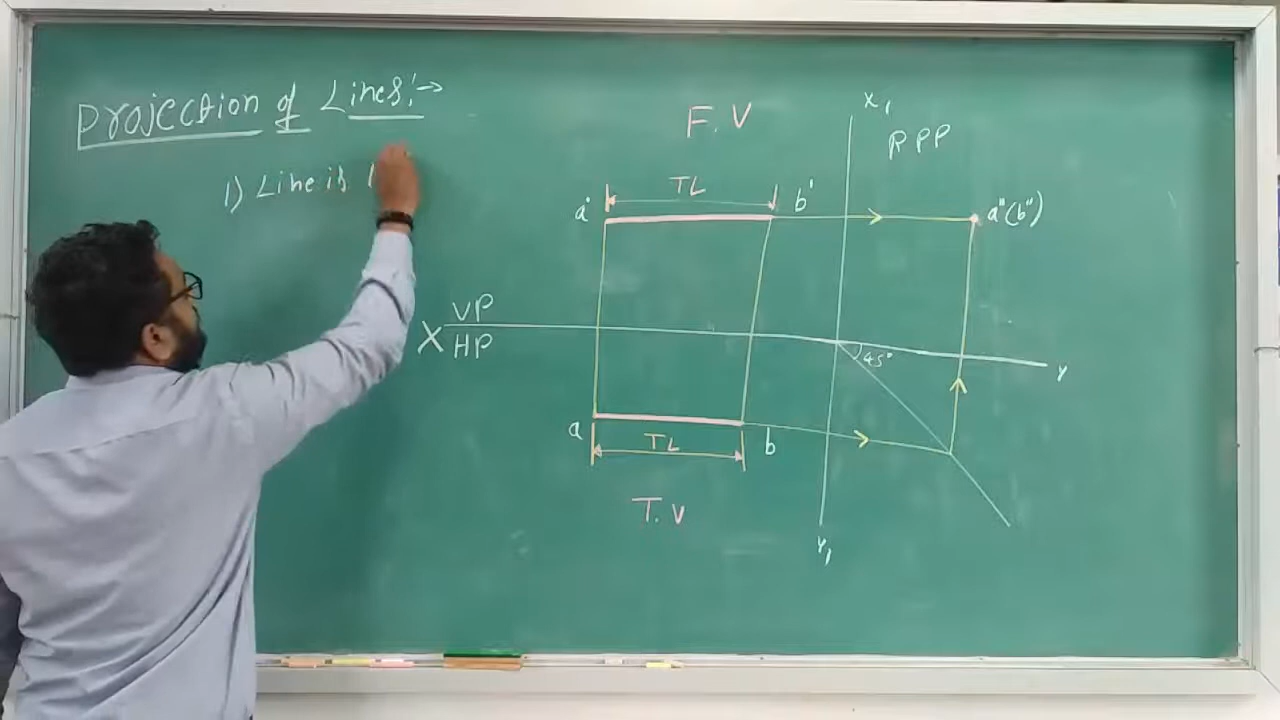 Projection of Lines:→
1) Line is
F.V
X1
RPP
TL
a' b' a"(b")
VP
X HP
45°
Y
a TL b
T.V
Y1